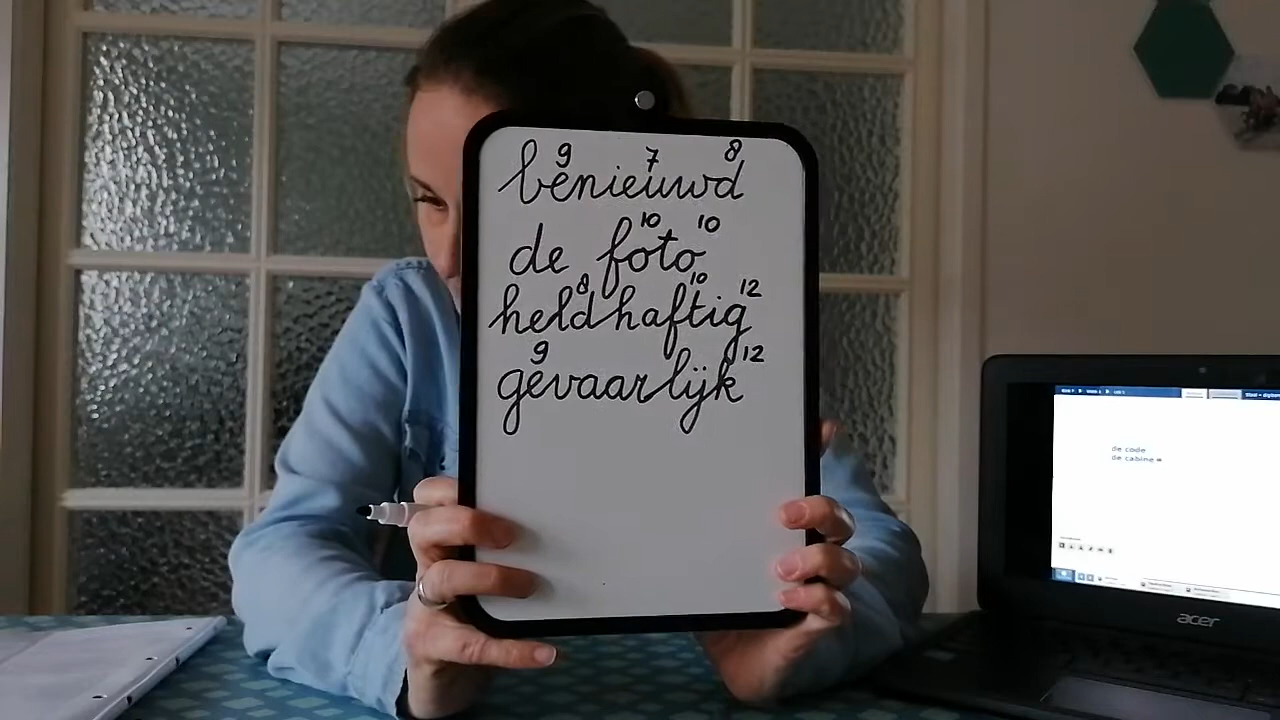 9 7 8
benieuwd
10 10
de foto
8 10 12
heldhaftig
9 12
gevaarlijk
de code
de cabine =
acer